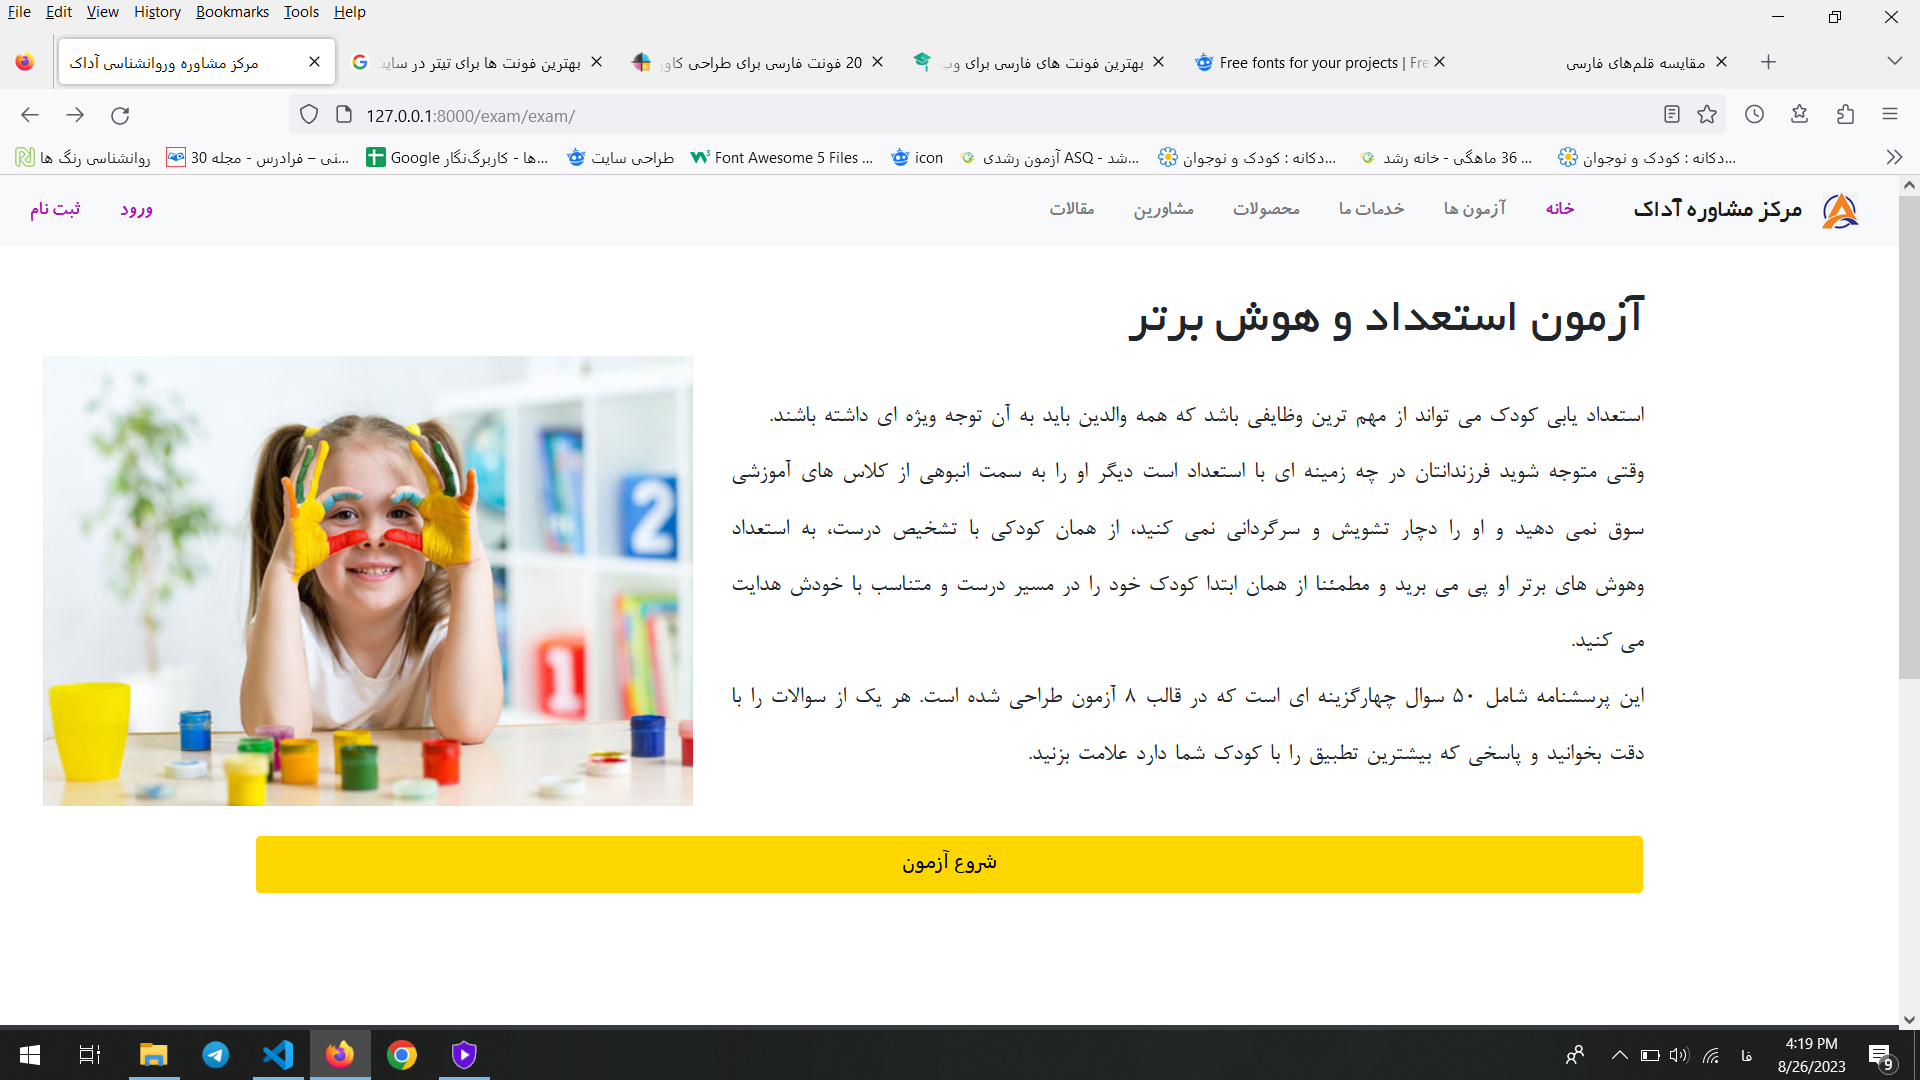 File Edit View History Bookmarks Tools Help
مرکز مشاوره وروانشناسی آداک
بهترین فونت ها برای تیتر در سایت
20 فونت فارسی برای طراحی کاور
بهترین فونت های فارسی برای وب
Free fonts for your projects | Fre
مقایسه قلم‌های فارسی
127.0.0.1:8000/exam/exam/
روانشناسی رنگ ها
...نی – فرادرس - مجله 30
Google ها - کاربرگ‌نگار...
طراحی سایت
Font Awesome 5 Files ...
icon
آزمون رشدی ASQ - شد...
دکانه : کودک و نوجوان...
36 ماهگی - خانه رشد ...
دکانه : کودک و نوجوان...
مرکز مشاوره آداک
خانه
آزمون ها
خدمات ما
محصولات
مشاورین
مقالات
ورود
ثبت نام
آزمون استعداد و هوش برتر
استعداد یابی کودک می تواند از مهم ترین وظایفی باشد که همه والدین باید به آن توجه ویژه ای داشته باشند.
وقتی متوجه شوید فرزندانتان در چه زمینه ای با استعداد است دیگر او را به سمت انبوهی از کلاس های آموزشی
سوق نمی دهید و او را دچار تشویش و سرگردانی نمی کنید، از همان کودکی با تشخیص درست، به استعداد
وهوش های برتر او پی می برید و مطمئنا از همان ابتدا کودک خود را در مسیر درست و متناسب با خودش هدایت
می کنید.
این پرسشنامه شامل ۵۰ سوال چهارگزینه ای است که در قالب ۸ آزمون طراحی شده است. هر یک از سوالات را با
دقت بخوانید و پاسخی که بیشترین تطبیق را با کودک شما دارد علامت بزنید.
2
1
شروع آزمون
فا
4:19 PM
8/26/2023
9